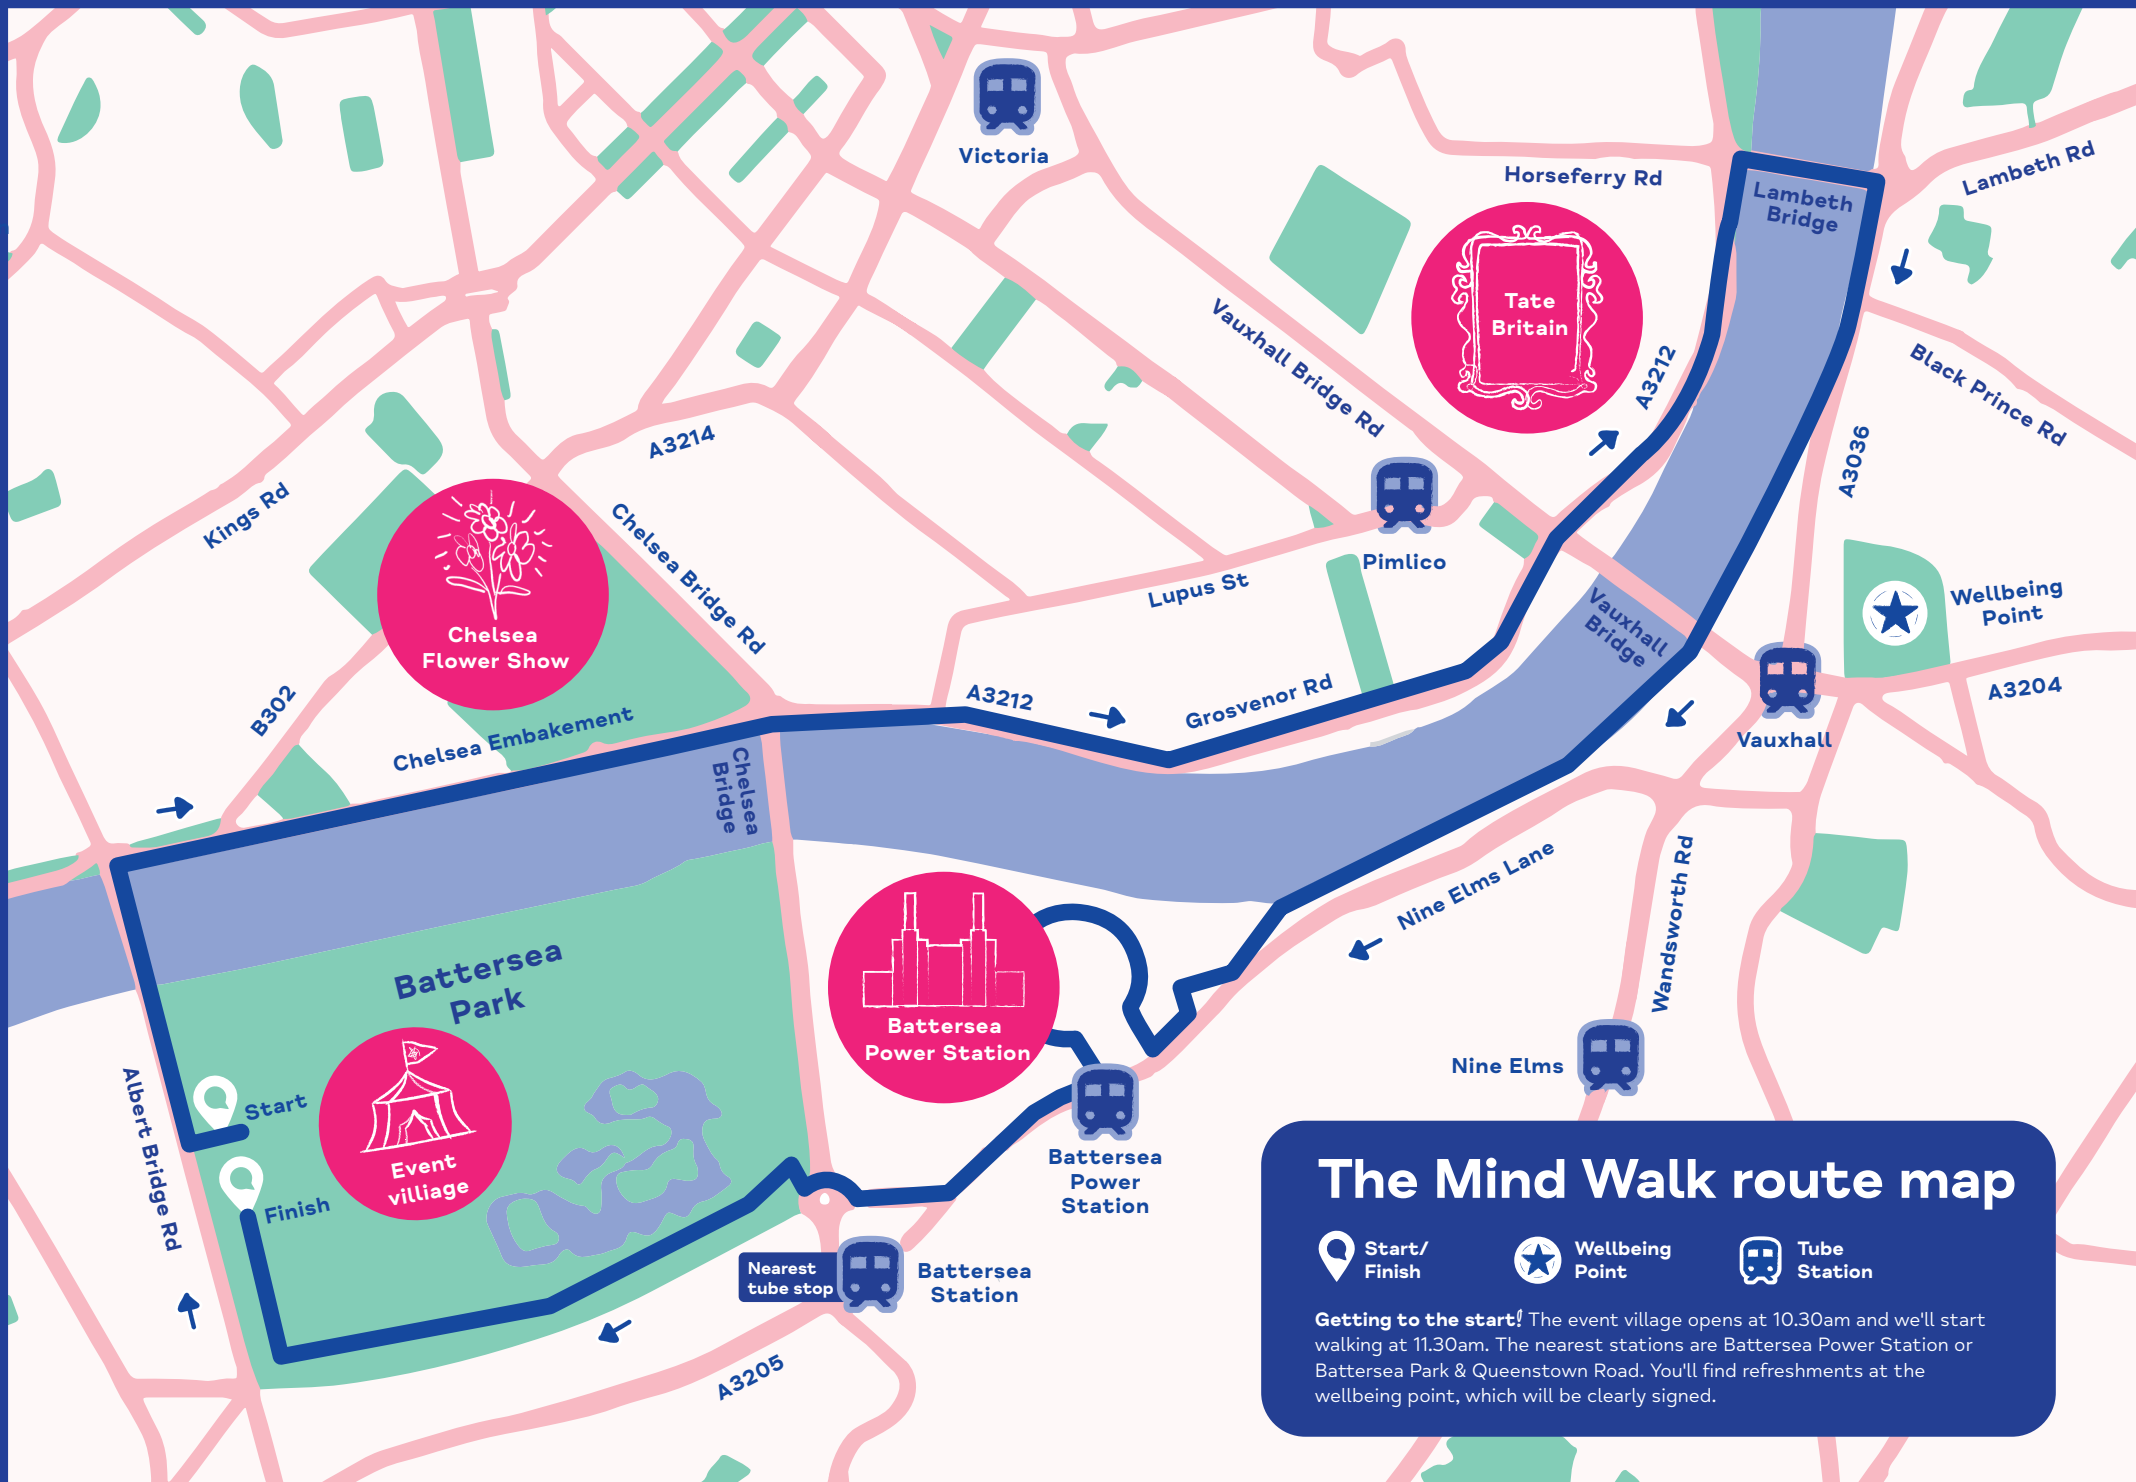 Victoria
Horseferry Rd
Lambeth
Bridge
Lambeth Rd
Tate
Britain
Vauxhall Bridge Rd
A3212
Black Prince Rd
A3036
A3214
Kings Rd
Chelsea Bridge Rd
Chelsea
Flower Show
Pimlico
Lupus St
Vauxhall
Bridge
Wellbeing
Point
A3204
Vauxhall
B302
Chelsea Embakement
A3212
Grosvenor Rd
Chelsea
Bridge
Nine Elms Lane
Wandsworth Rd
Battersea
Park
Battersea
Power Station
Nine Elms
Albert Bridge Rd
Start
Finish
Event
villiage
Battersea
Power
Station
Nearest
tube stop
Battersea
Station
A3205
The Mind Walk route map
Start/
Finish
Wellbeing
Point
Tube
Station
Getting to the start! The event village opens at 10.30am and we'll start
walking at 11.30am. The nearest stations are Battersea Power Station or
Battersea Park & Queenstown Road. You'll find refreshments at the
wellbeing point, which will be clearly signed.